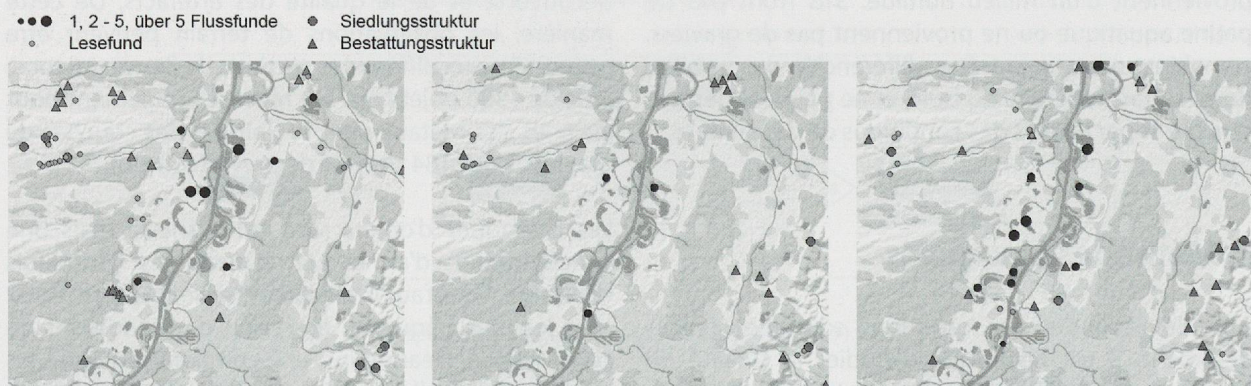 1, 2 - 5, über 5 Flussfunde
Lesefund
Siedlungsstruktur
Bestattungsstruktur